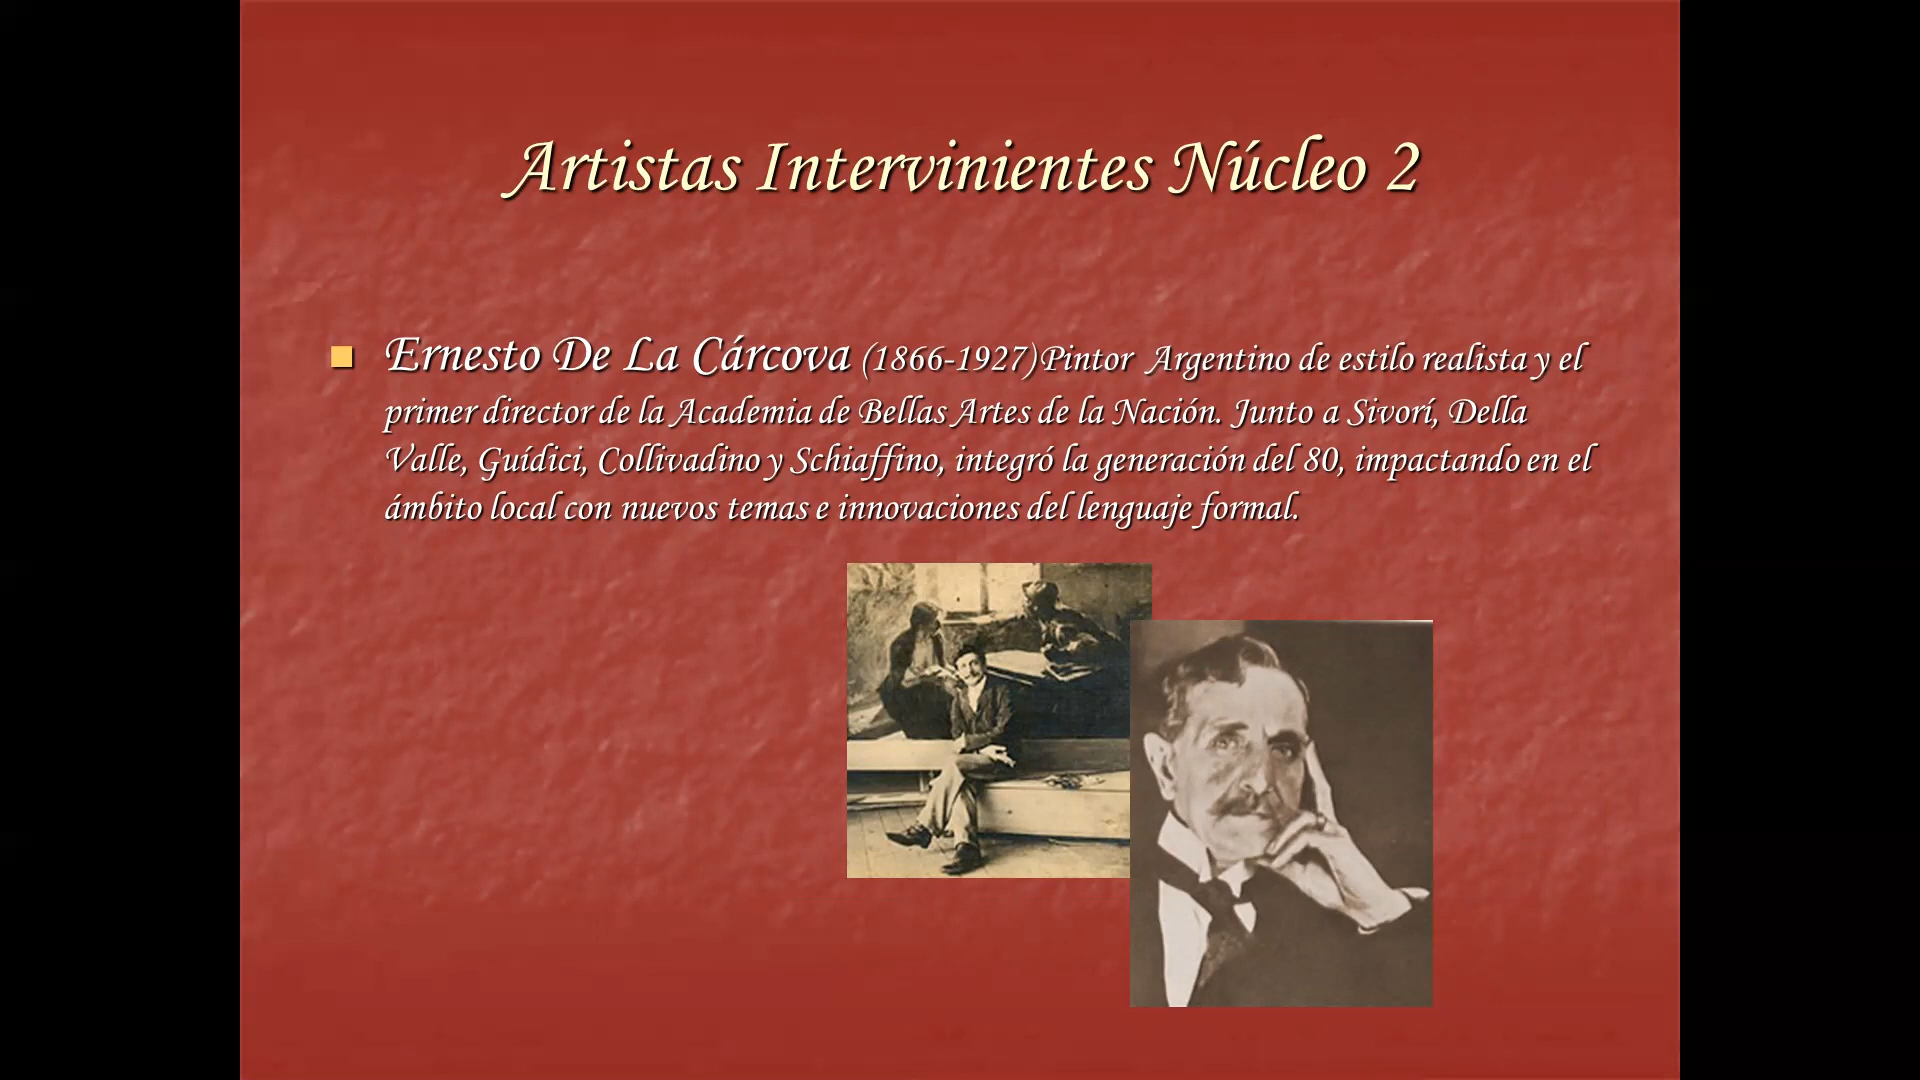 Artistas Intervinientes Núcleo 2
Ernesto De La Cárcova (1866-1927)Pintor Argentino de estilo realista y el
primer director de la Academia de Bellas Artes de la Nación. Junto a Sivorí, Della
Valle, Guídici, Collivadino y Schiaffino, integró la generación del 80, impactando en el
ámbito local con nuevos temas e innovaciones del lenguaje formal.